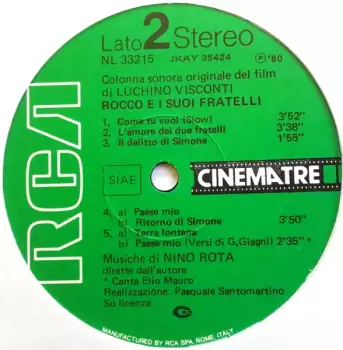 RCA
Lato 2 Stereo
NL 33215 JKAY 35424 ℗'80
Colonna sonora originale del film
di LUCHINO VISCONTI
ROCCO E I SUOI FRATELLI
1. Come tu vuoi (Slow) 3'52"
2. L'amore dei due fratelli 3'38"
3. Il delitto di Simone 1'55"
SIAE
CINEMATRE
4. a) Paese mio
b) Ritorno di Simone 3'50"
5. a) Terra lontana
b) Paese mio (Versi di G.Giagni) 2'35" *
Musiche di NINO ROTA
dirette dall'autore
* Canta Elio Mauro
Realizzazione: Pasquale Santomartino
Su licenza
MANUFACTURED BY RCA SPA, ROME, ITALY